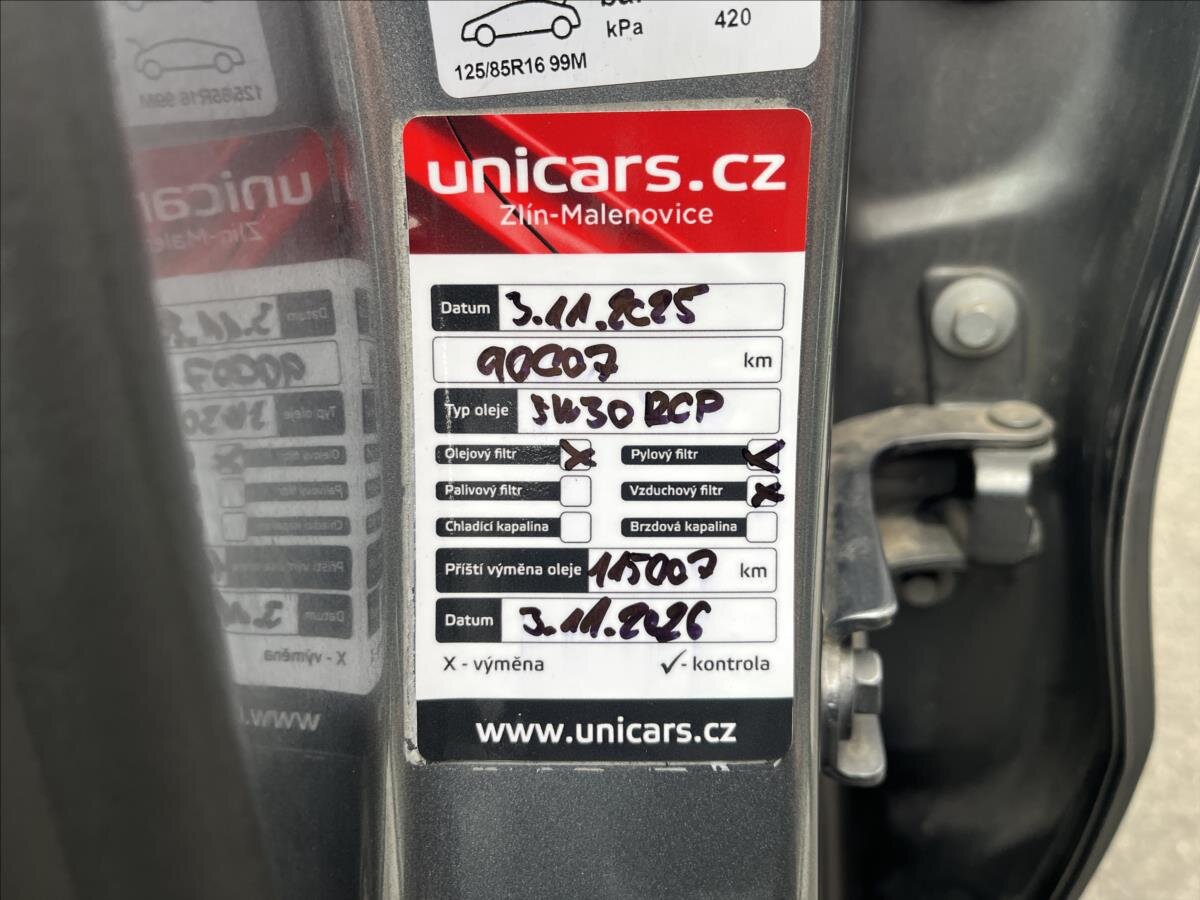 kPa 420
125/85R16 99M
unicars.cz
Zlín-Malenovice
Datum 3.11.2025
90007 km
Typ oleje 5W30 RCP
Olejový filtr X Pylový filtr ✓
Palivový filtr Vzduchový filtr X
Chladící kapalina Brzdová kapalina
Příští výměna oleje 115007 km
Datum 3.11.2026
X - výměna ✓- kontrola
www.unicars.cz